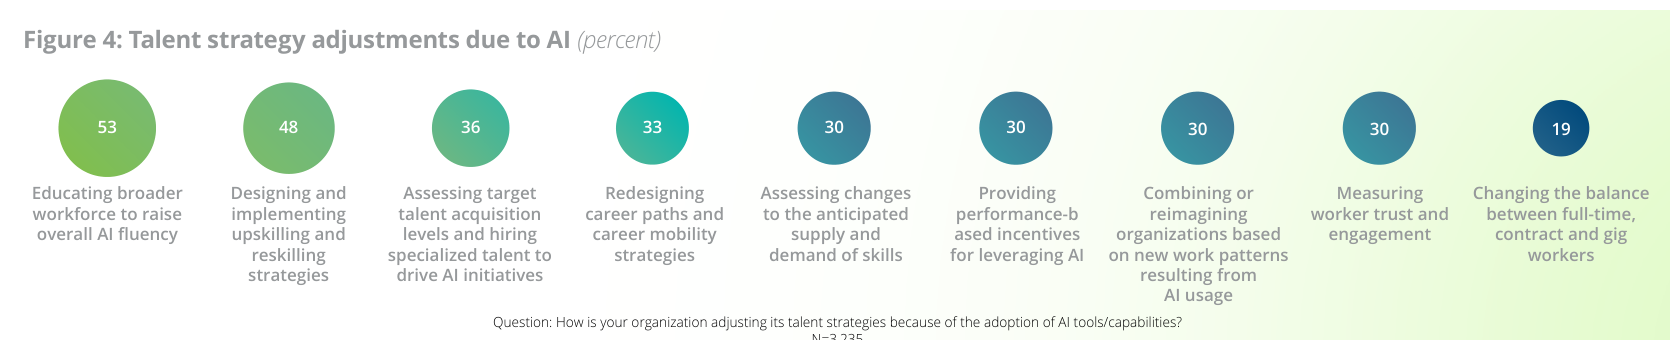 Figure 4: Talent strategy adjustments due to AI (percent)
53
Educating broader
workforce to raise
overall AI fluency
48
Designing and
implementing
upskilling and
reskilling
strategies
36
Assessing target
talent acquisition
levels and hiring
specialized talent to
drive AI initiatives
33
Redesigning
career paths and
career mobility
strategies
30
Assessing changes
to the anticipated
supply and
demand of skills
30
Providing
performance-b
ased incentives
for leveraging AI
30
Combining or
reimagining
organizations based
on new work patterns
resulting from
AI usage
30
Measuring
worker trust and
engagement
19
Changing the balance
between full-time,
contract and gig
workers
Question: How is your organization adjusting its talent strategies because of the adoption of AI tools/capabilities?
N=3,235